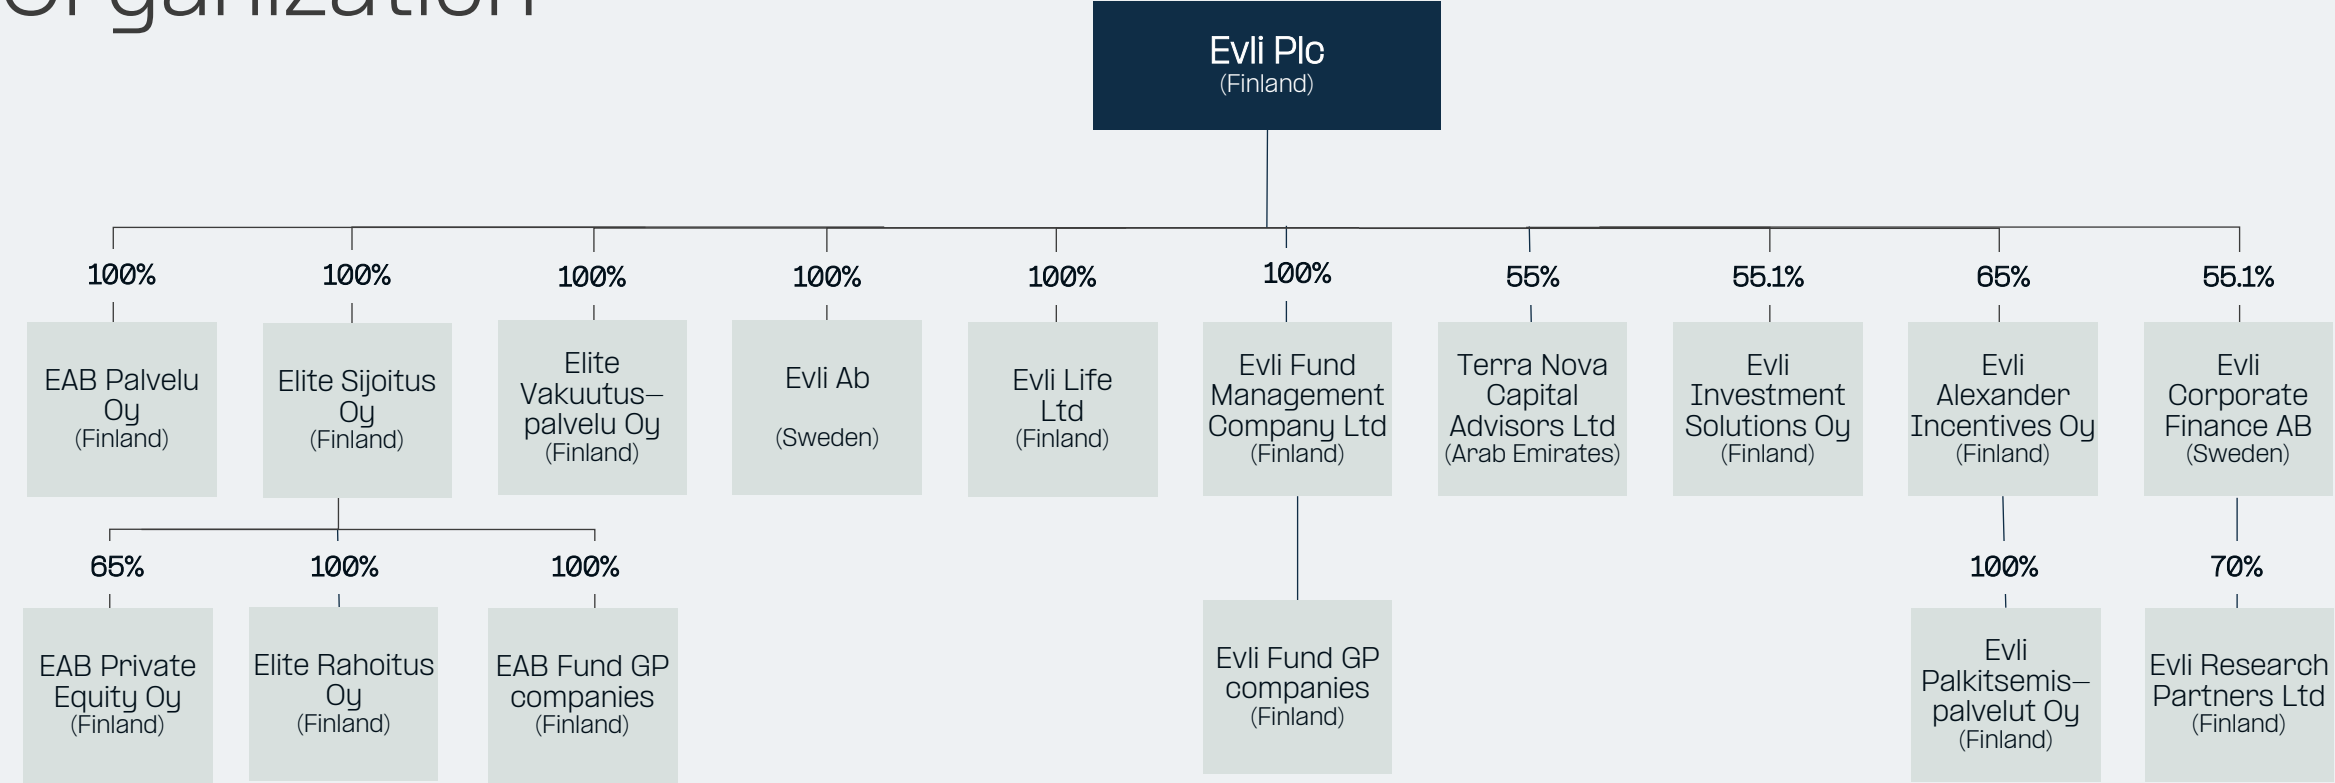 Organization
Evli Plc
(Finland)
100%
100%
100%
100%
100%
100%
55%
55.1%
65%
55.1%
EAB Palvelu
Oy
(Finland)
Elite Sijoitus
Oy
(Finland)
Elite
Vakuutus–
palvelu Oy
(Finland)
Evli Ab
(Sweden)
Evli Life
Ltd
(Finland)
Evli Fund
Management
Company Ltd
(Finland)
Terra Nova
Capital
Advisors Ltd
(Arab Emirates)
Evli
Investment
Solutions Oy
(Finland)
Evli
Alexander
Incentives Oy
(Finland)
Evli
Corporate
Finance AB
(Sweden)
65%
100%
100%
100%
70%
EAB Private
Equity Oy
(Finland)
Elite Rahoitus
Oy
(Finland)
EAB Fund GP
companies
(Finland)
Evli Fund GP
companies
(Finland)
Evli
Palkitsemis–
palvelut Oy
(Finland)
Evli Research
Partners Ltd
(Finland)